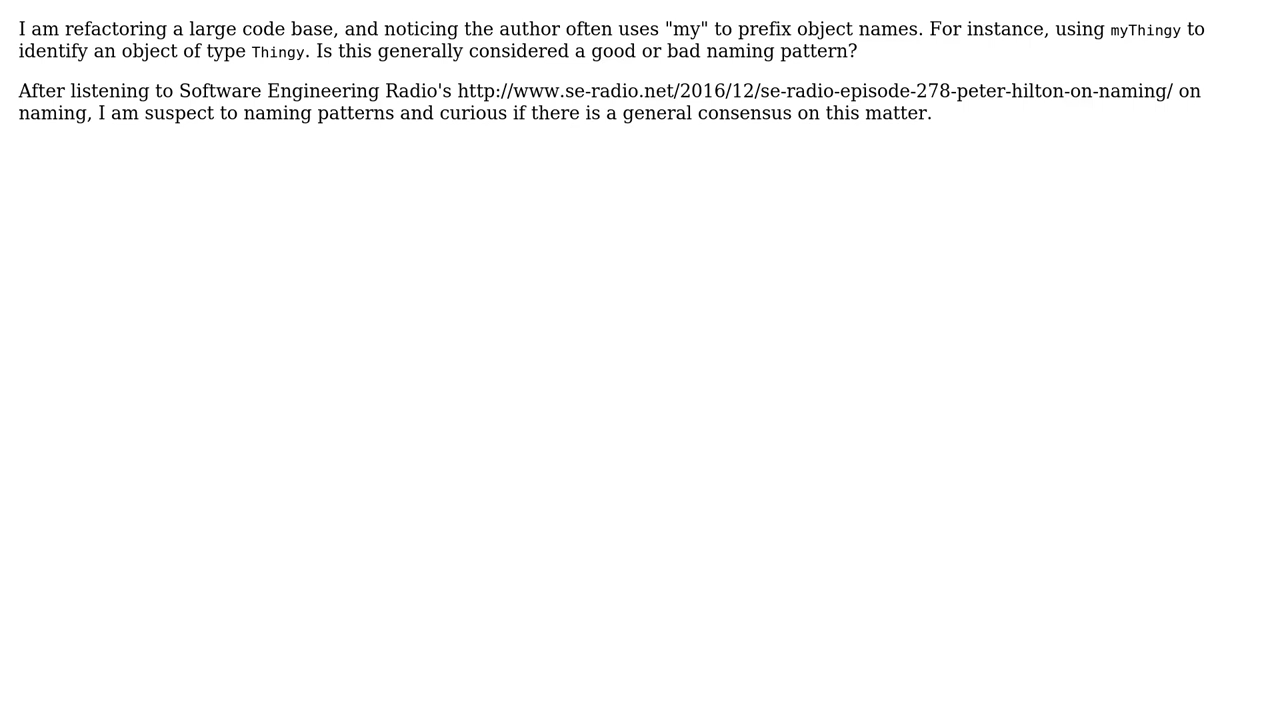 I am refactoring a large code base, and noticing the author often uses "my" to prefix object names. For instance, using myThingy to
identify an object of type Thingy. Is this generally considered a good or bad naming pattern?
After listening to Software Engineering Radio's http://www.se-radio.net/2016/12/se-radio-episode-278-peter-hilton-on-naming/ on
naming, I am suspect to naming patterns and curious if there is a general consensus on this matter.